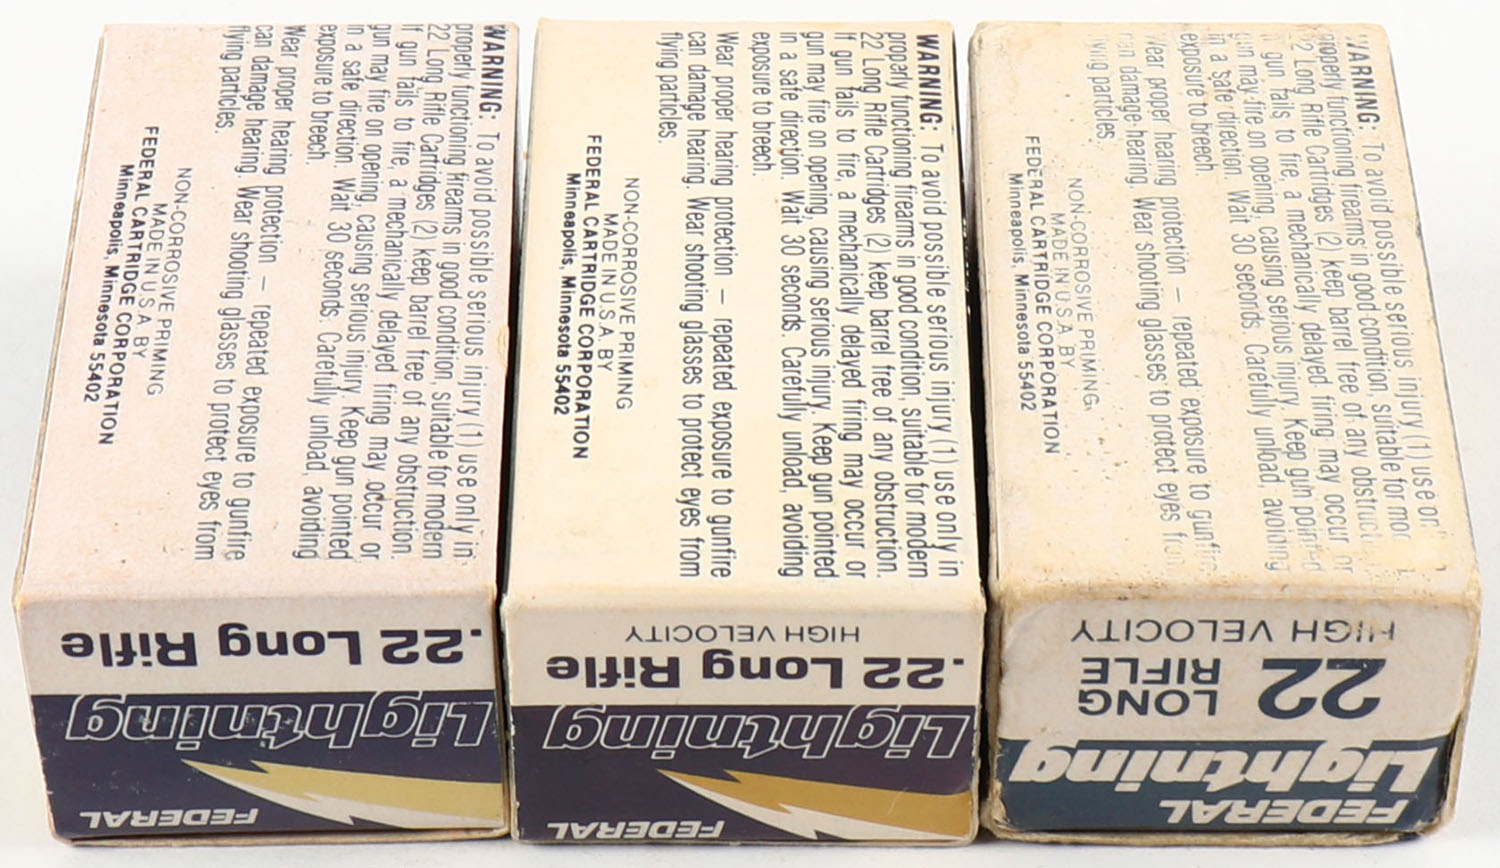 WARNING: To avoid possible serious injury (1) use only in
properly functioning firearms in good condition, suitable for modern
22 Long Rifle Cartridges (2) keep barrel free of any obstruction.
If gun fails to fire, a mechanically delayed firing may occur or
gun may fire on opening, causing serious injury. Keep gun pointed
in a safe direction. Wait 30 seconds. Carefully unload, avoiding
exposure to breech.
Wear proper hearing protection — repeated exposure to gunfire
can damage hearing. Wear shooting glasses to protect eyes from
flying particles.
NON-CORROSIVE PRIMING
MADE IN U.S.A. BY
FEDERAL CARTRIDGE CORPORATION
Minneapolis, Minnesota 55402
.22 Long Rifle
Lightning
FEDERAL
WARNING: To avoid possible serious injury (1) use only in
properly functioning firearms in good condition, suitable for modern
22 Long Rifle Cartridges (2) keep barrel free of any obstruction.
If gun fails to fire, a mechanically delayed firing may occur or
gun may fire on opening, causing serious injury. Keep gun pointed
in a safe direction. Wait 30 seconds. Carefully unload, avoiding
exposure to breech.
Wear proper hearing protection — repeated exposure to gunfire
can damage hearing. Wear shooting glasses to protect eyes from
flying particles.
NON-CORROSIVE PRIMING
MADE IN U.S.A. BY
FEDERAL CARTRIDGE CORPORATION
Minneapolis, Minnesota 55402
HIGH VELOCITY
.22 Long Rifle
Lightning
FEDERAL
WARNING: To avoid possible serious injury (1) use
properly functioning firearms in good condition, suitable for
22 Long Rifle Cartridges (2) keep barrel free of any
gun fails to fire, a mechanically delayed firing may occur or
gun may fire on opening, causing serious injury. Keep gun pointed
in a safe direction. Wait 30 seconds. Carefully unload avoiding
exposure to breech.
Wear proper hearing protection — repeated exposure to gunfire
can damage hearing. Wear shooting glasses to protect eyes from
flying particles.
NON-CORROSIVE PRIMING.
MADE IN U.S.A. BY
FEDERAL CARTRIDGE CORPORATION
Minneapolis, Minnesota 55402
HIGH VELOCITY
22 LONG RIFLE
Lightning
FEDERAL